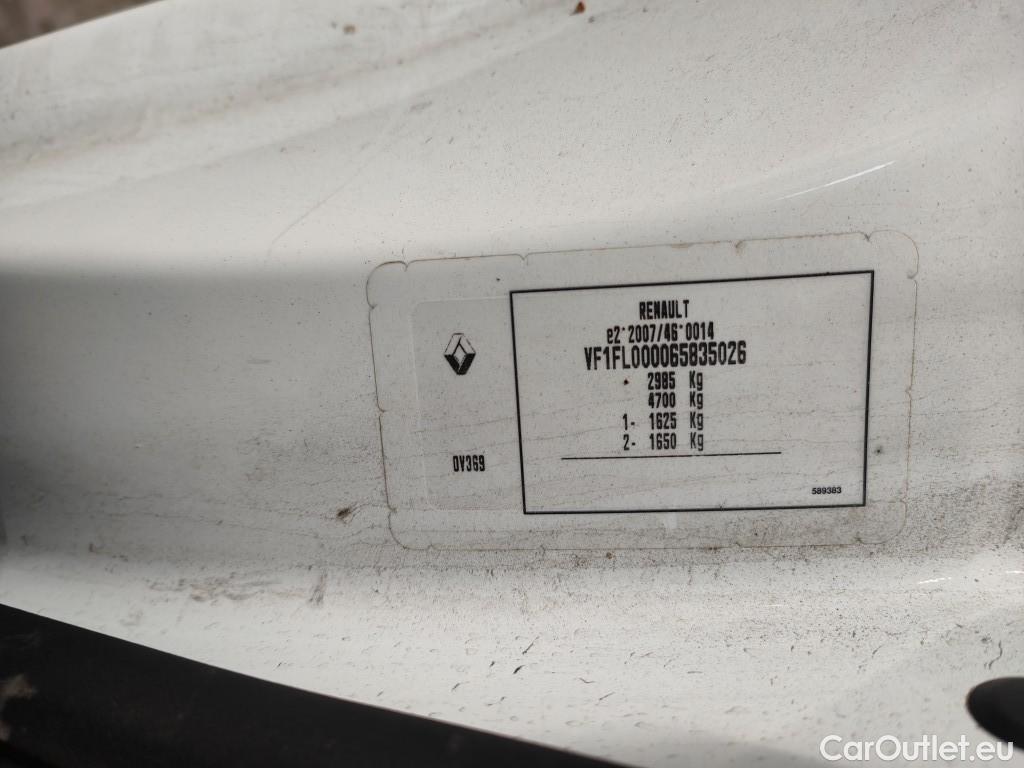 RENAULT
e2*2007/46*0014
VF1FL000065835026
2985 Kg
4700 Kg
1- 1625 Kg
2- 1650 Kg
DV369
589383
CarOutlet.eu